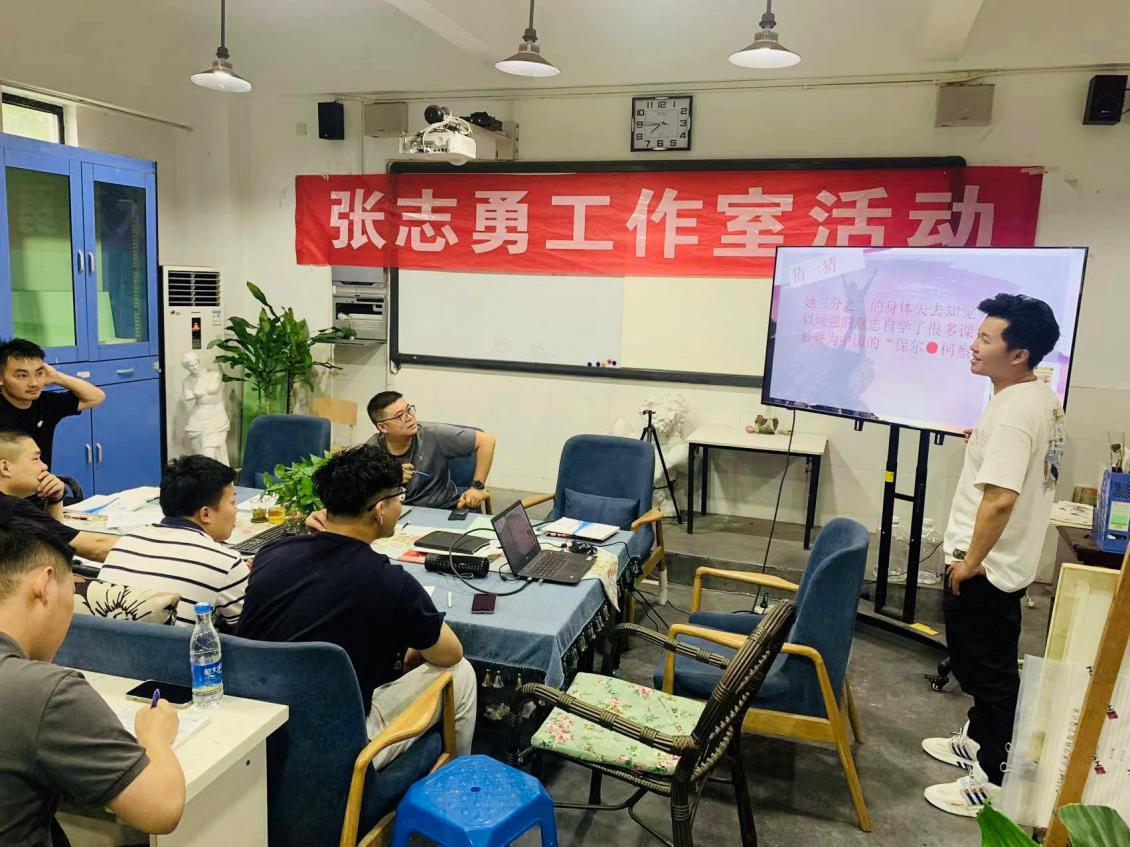 张志勇工作室活动
猜一猜
她三分之二的身体失去知觉
以顽强的意志自学了很多课
被誉为中国的“保尔●柯察